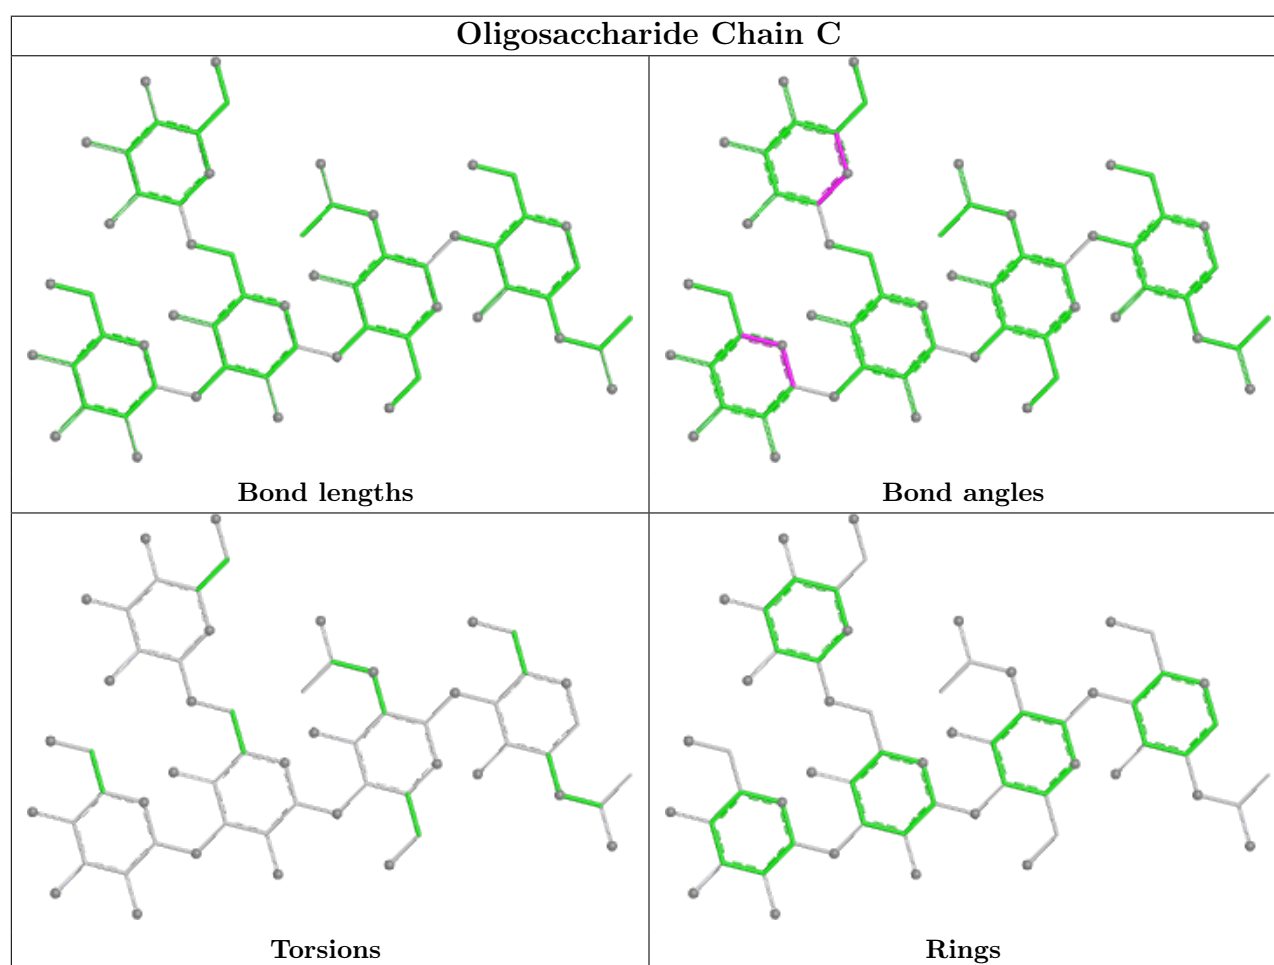 Oligosaccharide Chain C
Bond lengths
Bond angles
Torsions
Rings